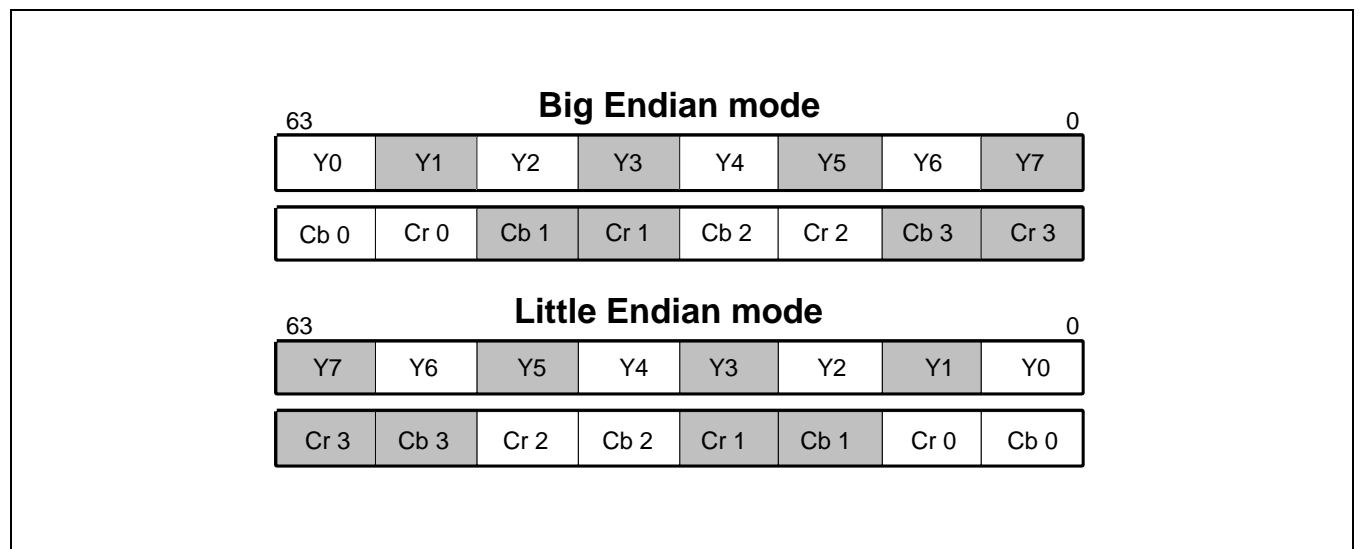 Big Endian mode
63 0
Y0 Y1 Y2 Y3 Y4 Y5 Y6 Y7
Cb 0 Cr 0 Cb 1 Cr 1 Cb 2 Cr 2 Cb 3 Cr 3
Little Endian mode
63 0
Y7 Y6 Y5 Y4 Y3 Y2 Y1 Y0
Cr 3 Cb 3 Cr 2 Cb 2 Cr 1 Cb 1 Cr 0 Cb 0